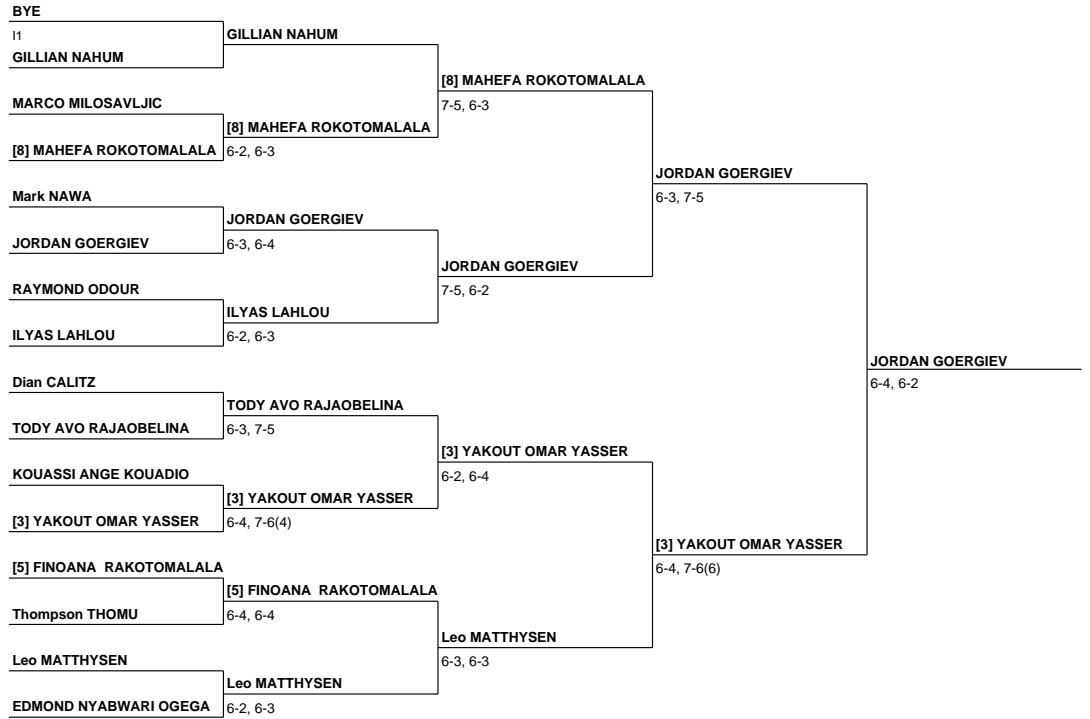 BYE
I1
GILLIAN NAHUM
GILLIAN NAHUM
[8] MAHEFA ROKOTOMALALA
7-5, 6-3
MARCO MILOSAVLJIC
[8] MAHEFA ROKOTOMALALA
[8] MAHEFA ROKOTOMALALA
6-2, 6-3
JORDAN GOERGIEV
6-3, 7-5
Mark NAWA
JORDAN GOERGIEV
JORDAN GOERGIEV
6-3, 6-4
JORDAN GOERGIEV
7-5, 6-2
RAYMOND ODOUR
ILYAS LAHLOU
ILYAS LAHLOU
6-2, 6-3
JORDAN GOERGIEV
6-4, 6-2
Dian CALITZ
TODY AVO RAJAOBELINA
TODY AVO RAJAOBELINA
6-3, 7-5
[3] YAKOUT OMAR YASSER
6-2, 6-4
KOUASSI ANGE KOUADIO
[3] YAKOUT OMAR YASSER
[3] YAKOUT OMAR YASSER
6-4, 7-6(4)
[3] YAKOUT OMAR YASSER
6-4, 7-6(6)
[5] FINOANA  RAKOTOMALALA
[5] FINOANA  RAKOTOMALALA
Thompson THOMU
6-4, 6-4
Leo MATTHYSEN
6-3, 6-3
Leo MATTHYSEN
Leo MATTHYSEN
EDMOND NYABWARI OGEGA
6-2, 6-3